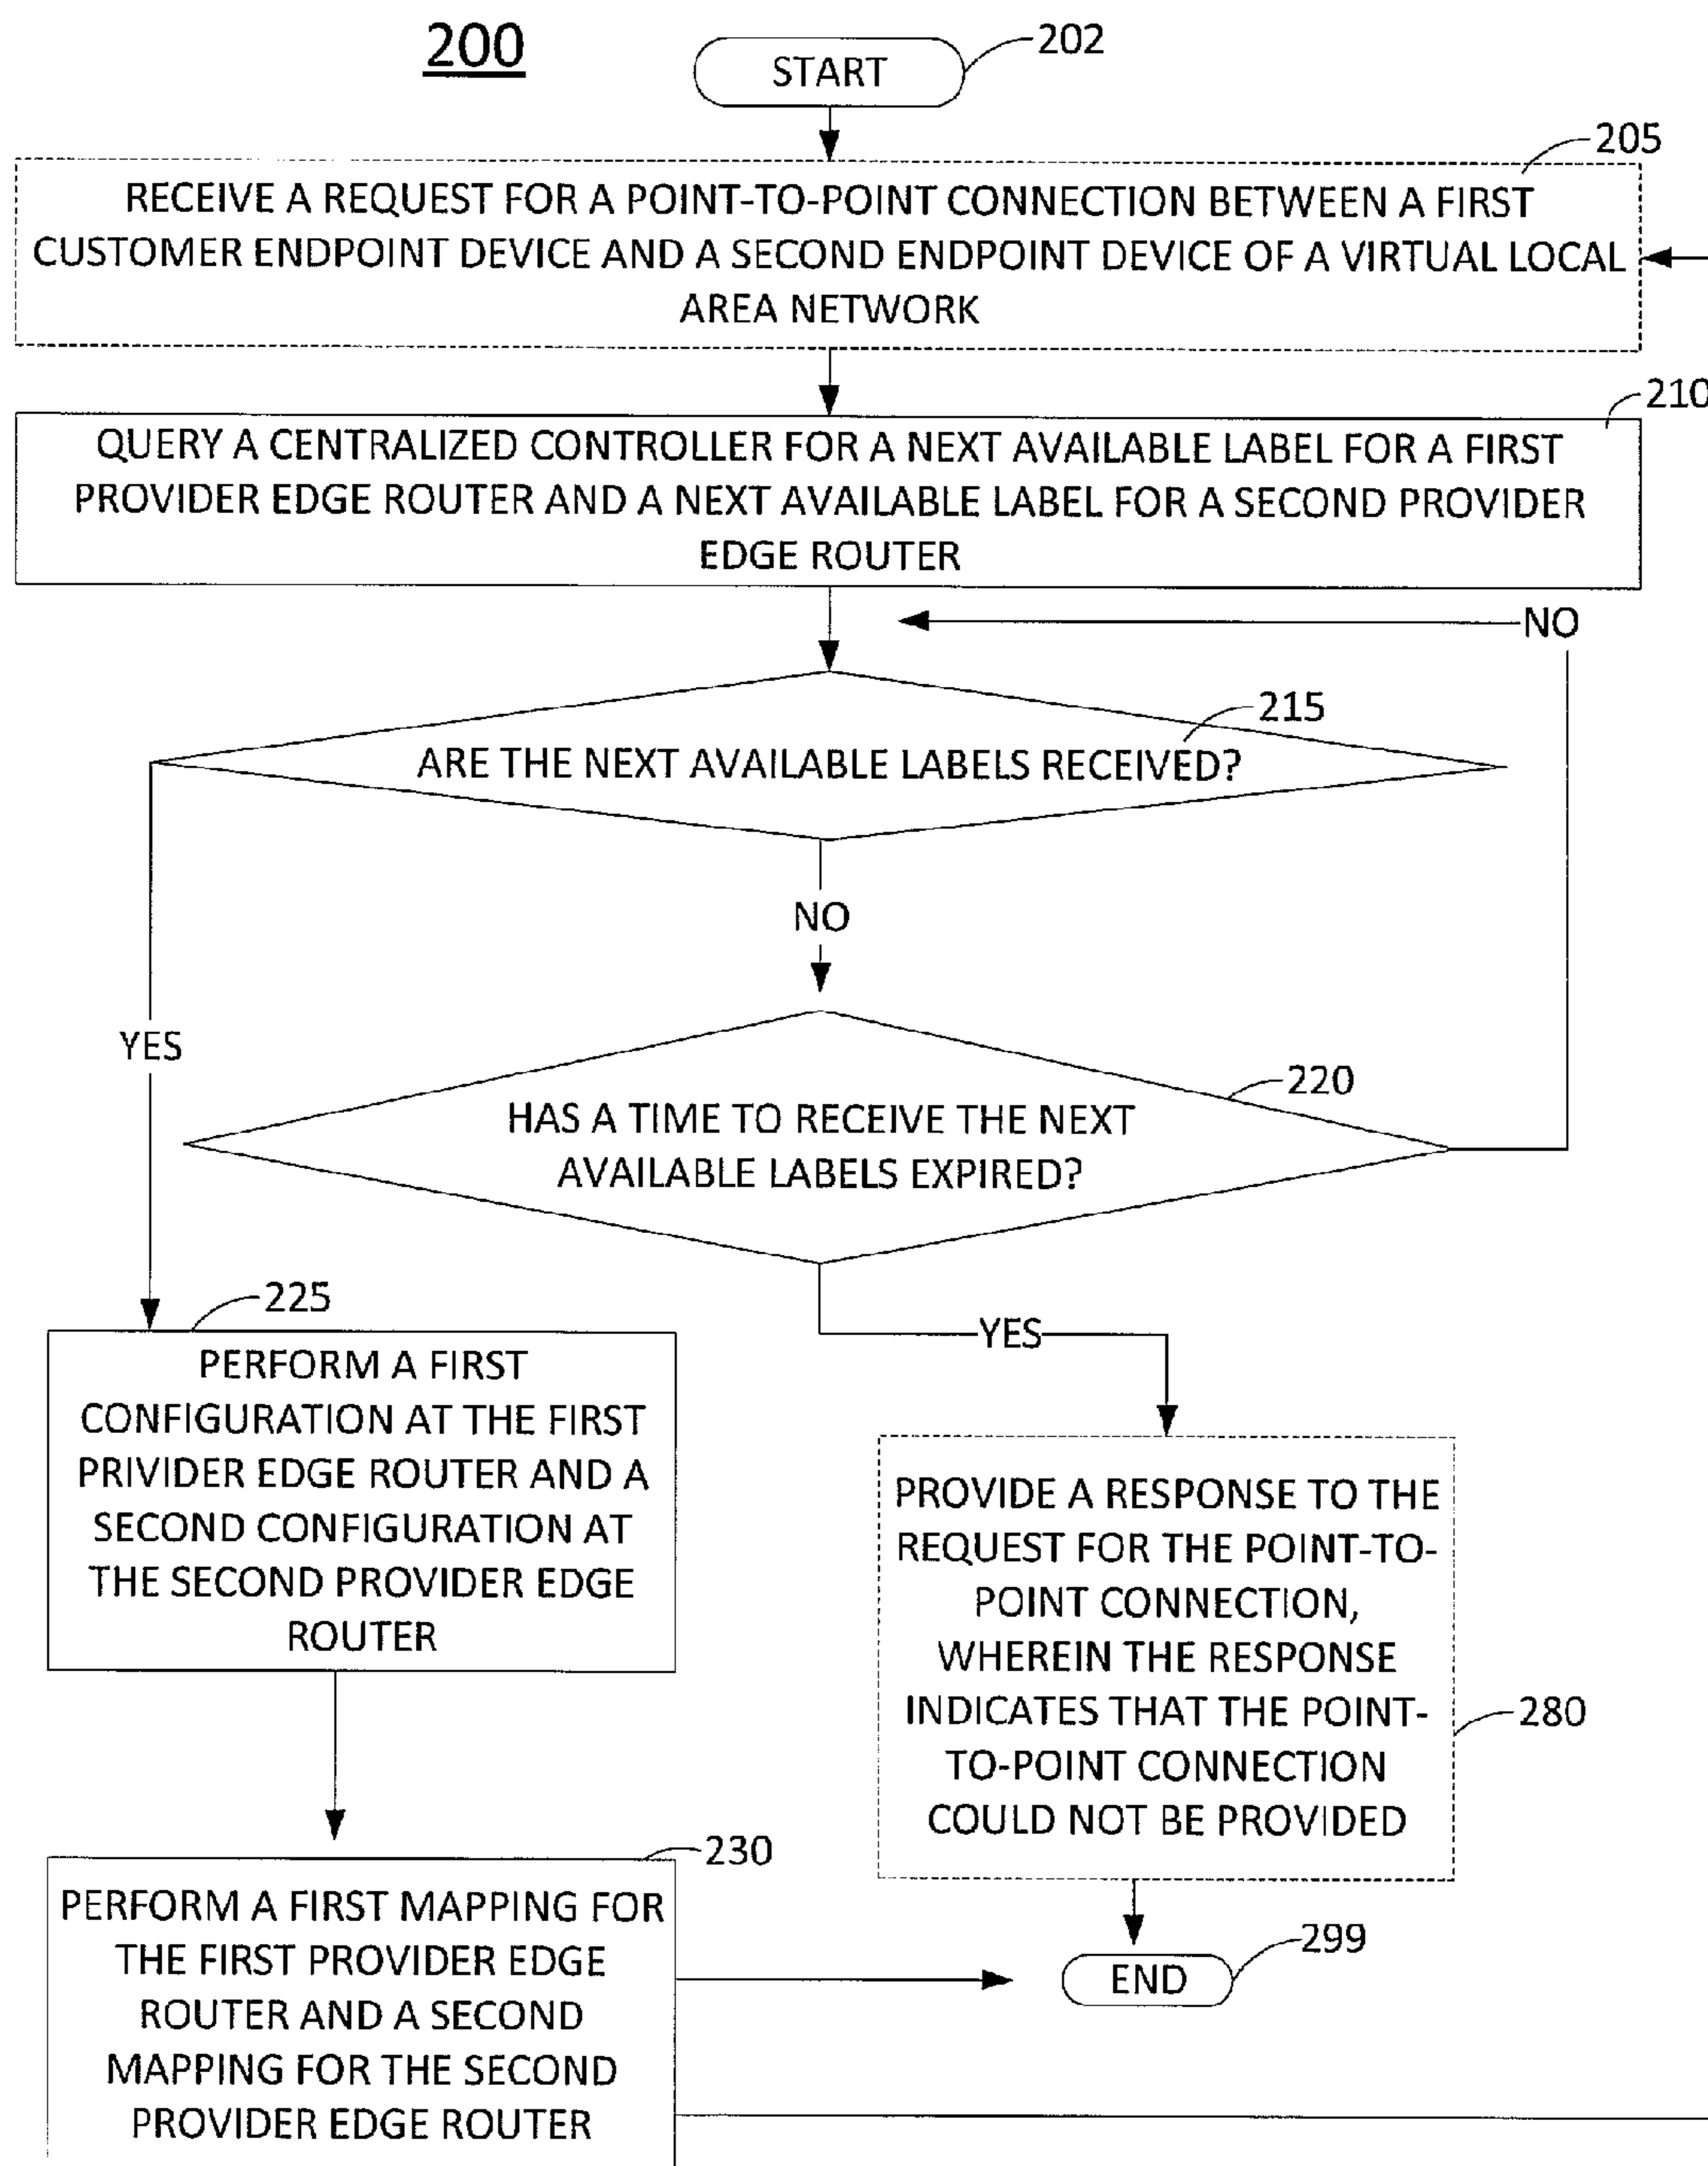 200
START
202
205
RECEIVE A REQUEST FOR A POINT-TO-POINT CONNECTION BETWEEN A FIRST
CUSTOMER ENDPOINT DEVICE AND A SECOND ENDPOINT DEVICE OF A VIRTUAL LOCAL
AREA NETWORK
210
QUERY A CENTRALIZED CONTROLLER FOR A NEXT AVAILABLE LABEL FOR A FIRST
PROVIDER EDGE ROUTER AND A NEXT AVAILABLE LABEL FOR A SECOND PROVIDER
EDGE ROUTER
NO
215
ARE THE NEXT AVAILABLE LABELS RECEIVED?
NO
YES
220
HAS A TIME TO RECEIVE THE NEXT
AVAILABLE LABELS EXPIRED?
225
YES
PERFORM A FIRST
CONFIGURATION AT THE FIRST
PRIVIDER EDGE ROUTER AND A
SECOND CONFIGURATION AT
THE SECOND PROVIDER EDGE
ROUTER
PROVIDE A RESPONSE TO THE
REQUEST FOR THE POINT-TO-
POINT CONNECTION,
WHEREIN THE RESPONSE
INDICATES THAT THE POINT-
TO-POINT CONNECTION
COULD NOT BE PROVIDED
280
230
PERFORM A FIRST MAPPING FOR
THE FIRST PROVIDER EDGE
ROUTER AND A SECOND
MAPPING FOR THE SECOND
PROVIDER EDGE ROUTER
299
END